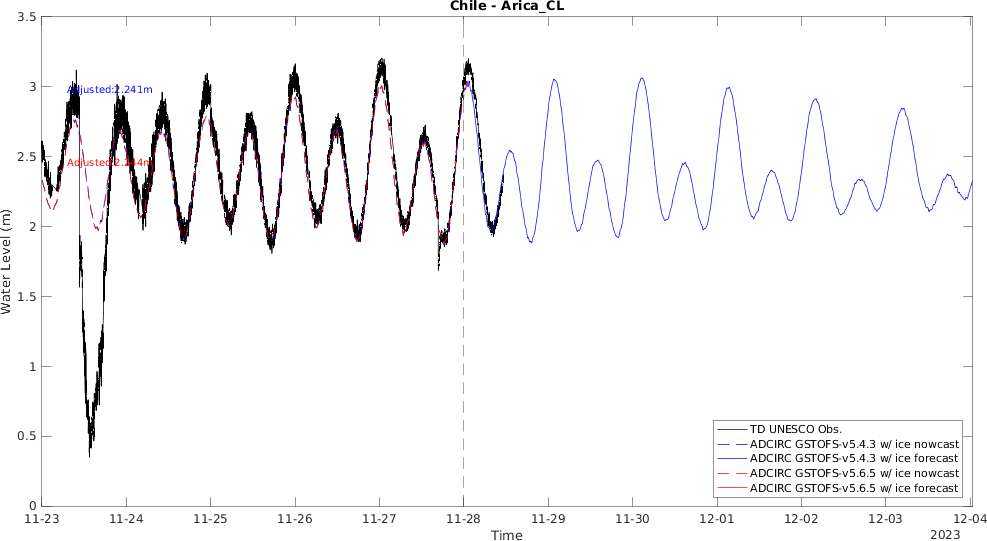 Chile - Arica_CL
3.5
3
2.5
2
1.5
1
0.5
0
Water Level (m)
Adjusted:2.241m
Adjusted:2.244m
TD UNESCO Obs.
ADCIRC GSTOFS-v5.4.3 w/ ice nowcast
ADCIRC GSTOFS-v5.4.3 w/ ice forecast
ADCIRC GSTOFS-v5.6.5 w/ ice nowcast
ADCIRC GSTOFS-v5.6.5 w/ ice forecast
11-23 11-24 11-25 11-26 11-27 11-28 11-29 11-30 12-01 12-02 12-03 12-04
Time
2023